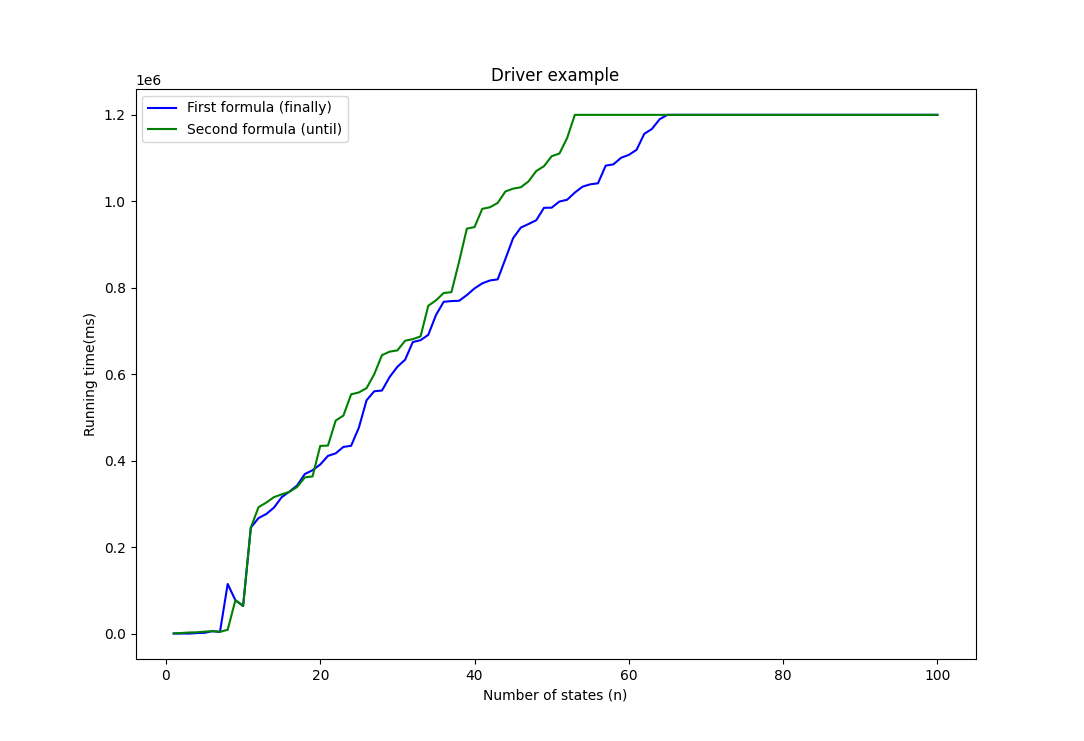 Driver example
1e6
First formula (finally)
Second formula (until)
1.2
1.0
0.8
0.6
0.4
0.2
0.0
Running time(ms)
0 20 40 60 80 100
Number of states (n)